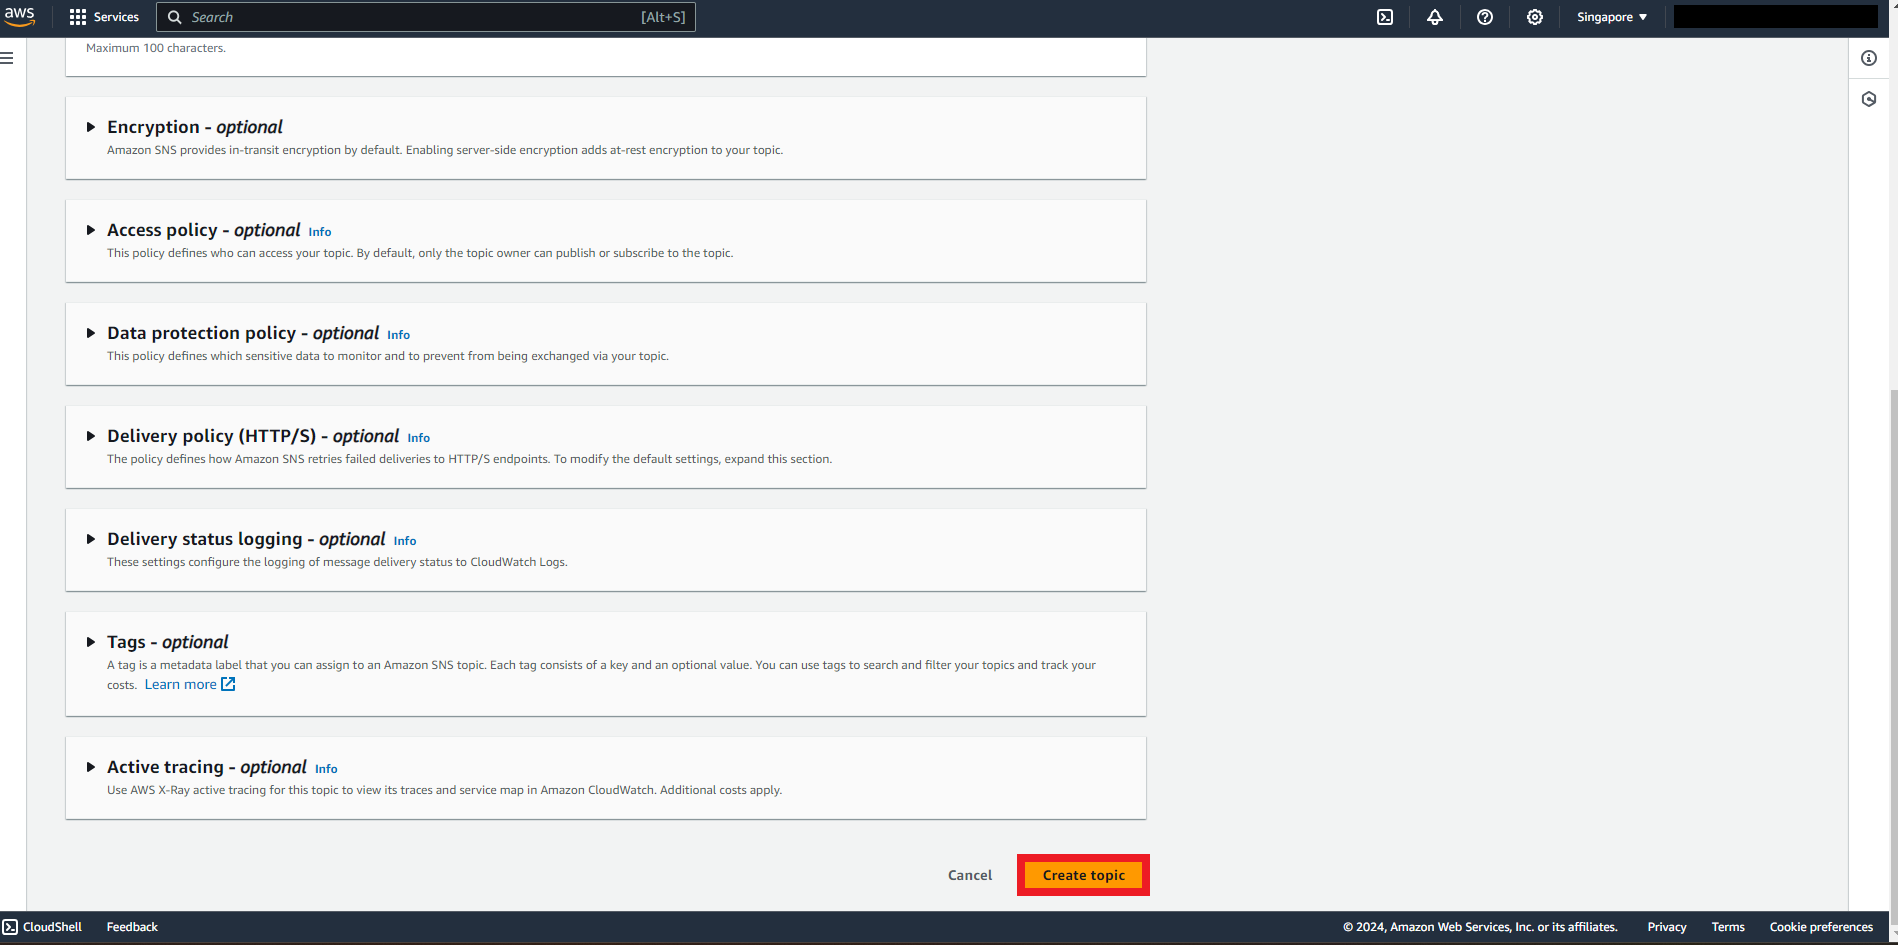 aws
Services
Search
[Alt+S]
Singapore
Maximum 100 characters.
Encryption - optional
Amazon SNS provides in-transit encryption by default. Enabling server-side encryption adds at-rest encryption to your topic.
Access policy - optional Info
This policy defines who can access your topic. By default, only the topic owner can publish or subscribe to the topic.
Data protection policy - optional Info
This policy defines which sensitive data to monitor and to prevent from being exchanged via your topic.
Delivery policy (HTTP/S) - optional Info
The policy defines how Amazon SNS retries failed deliveries to HTTP/S endpoints. To modify the default settings, expand this section.
Delivery status logging - optional Info
These settings configure the logging of message delivery status to CloudWatch Logs.
Tags - optional
A tag is a metadata label that you can assign to an Amazon SNS topic. Each tag consists of a key and an optional value. You can use tags to search and filter your topics and track your
costs. Learn more
Active tracing - optional Info
Use AWS X-Ray active tracing for this topic to view its traces and service map in Amazon CloudWatch. Additional costs apply.
Cancel
Create topic
CloudShell
Feedback
© 2024, Amazon Web Services, Inc. or its affiliates.
Privacy
Terms
Cookie preferences